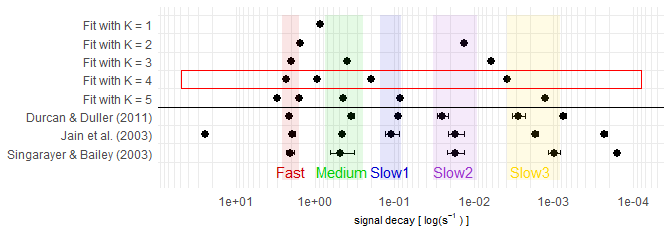 Fit with K = 1
Fit with K = 2
Fit with K = 3
Fit with K = 4
Fit with K = 5
Durcan & Duller (2011)
Jain et al. (2003)
Singarayer & Bailey (2003)
Fast Medium Slow1 Slow2 Slow3
1e+01 1e+00 1e-01 1e-02 1e-03 1e-04
signal decay [ log(s⁻¹ ) ]